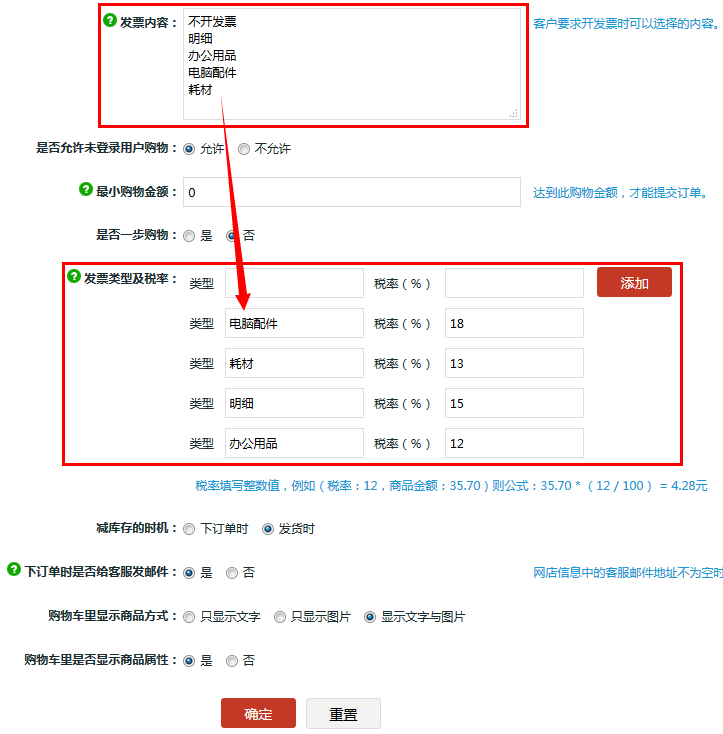 发票内容： 不开发票 客户要求开发票时可以选择的内容。
明细
办公用品
电脑配件
耗材
是否允许未登录用户购物： 允许 不允许
最小购物金额： 0 达到此购物金额，才能提交订单。
是否一步购物： 是 否
发票类型及税率： 类型 税率（%） 添加
类型 电脑配件 税率（%） 18
类型 耗材 税率（%） 13
类型 明细 税率（%） 15
类型 办公用品 税率（%） 12
税率填写整数值，例如（税率：12，商品金额：35.70）则公式：35.70 *（12 / 100） = 4.28元
减库存的时机： 下订单时 发货时
下订单时是否给客服发邮件： 是 否 网店信息中的客服邮件地址不为空时
购物车里显示商品方式： 只显示文字 只显示图片 显示文字与图片
购物车里是否显示商品属性： 是 否
确定 重置